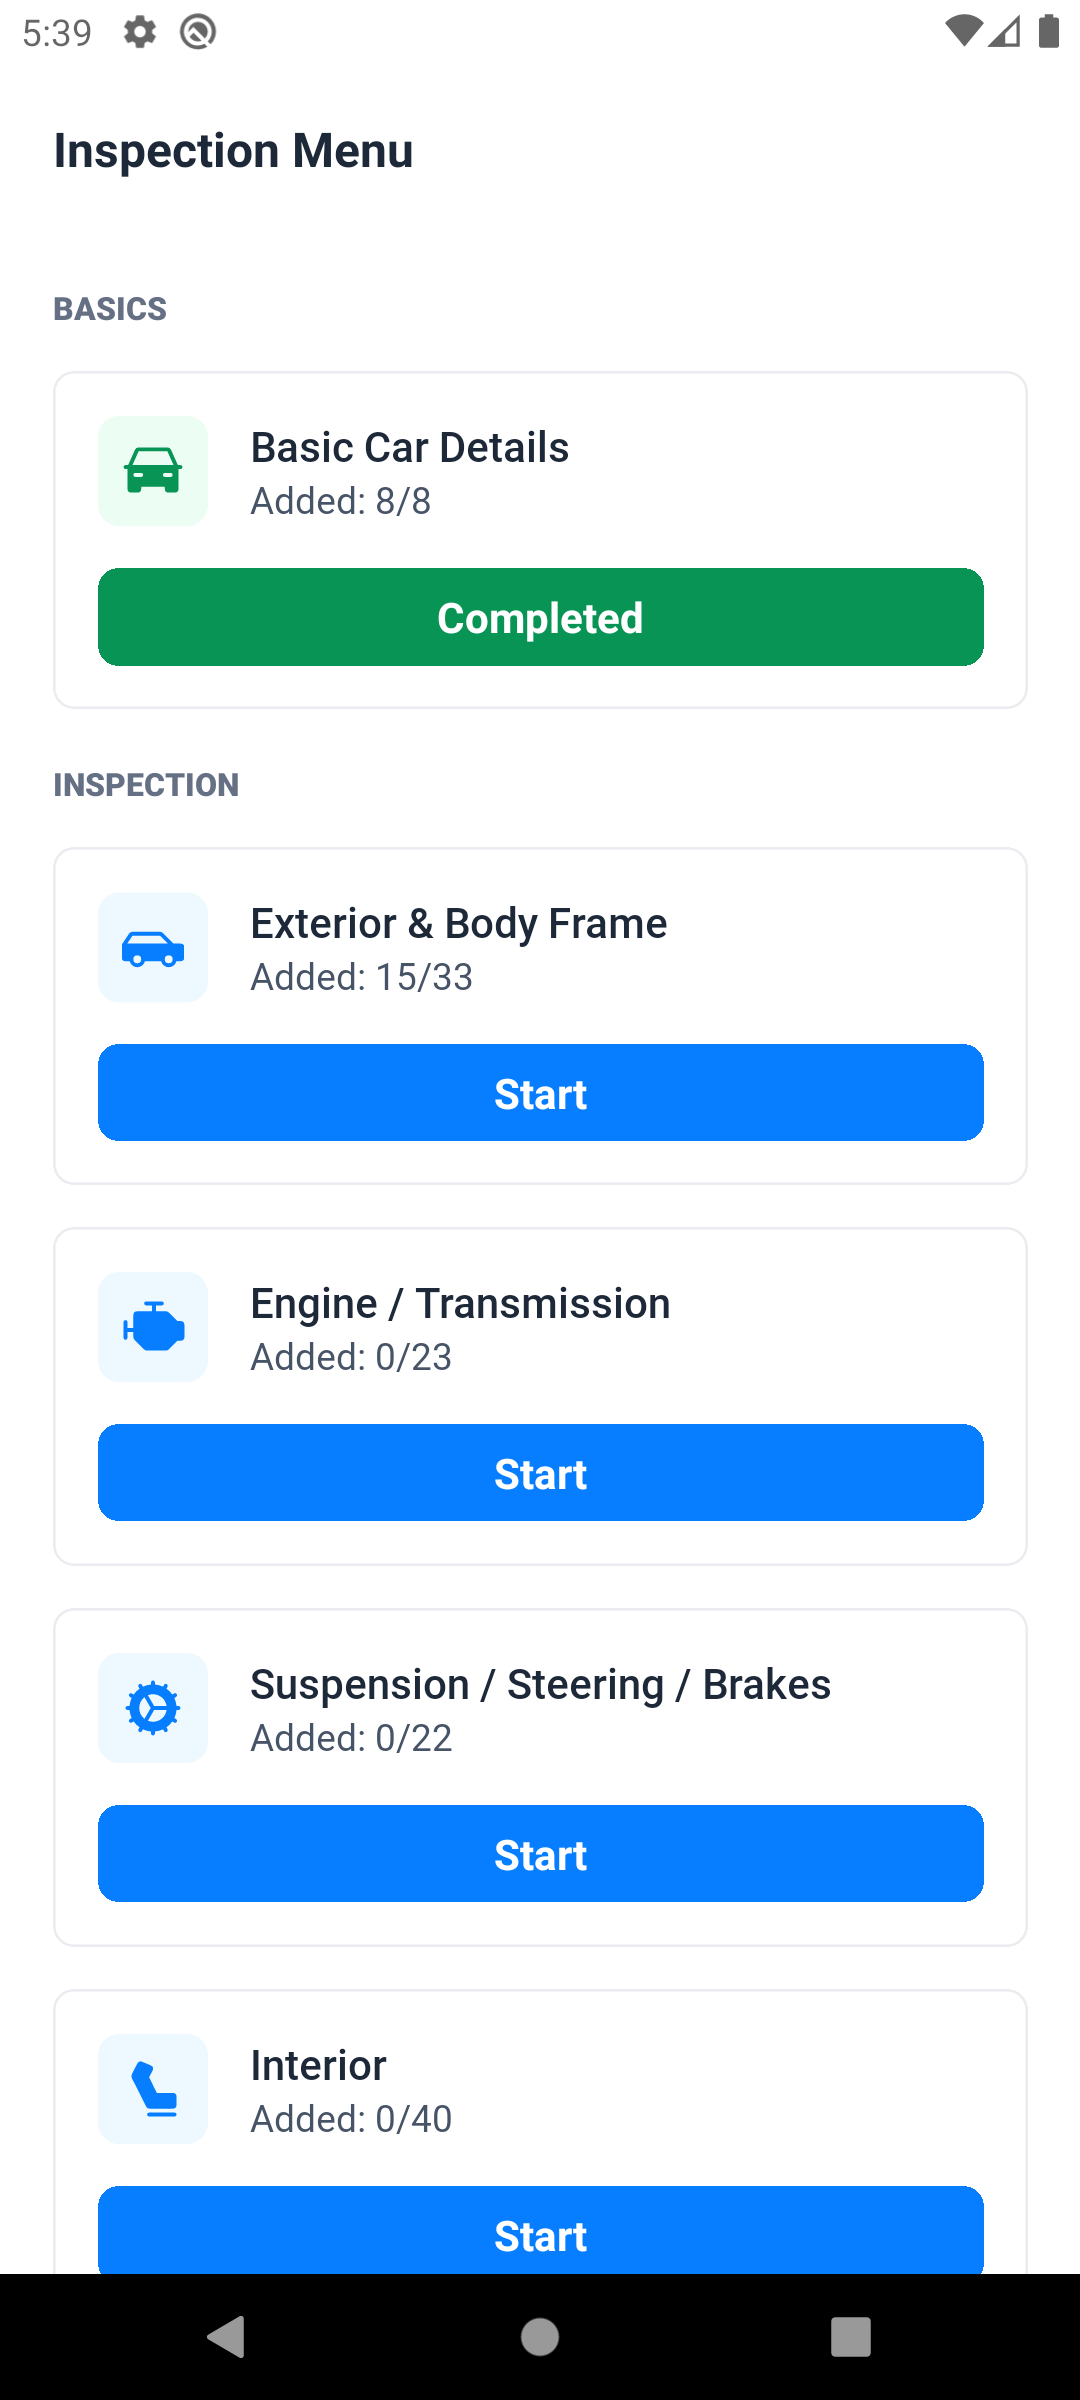 5:39
Inspection Menu
BASICS
Basic Car Details
Added: 8/8
Completed
INSPECTION
Exterior & Body Frame
Added: 15/33
Start
Engine / Transmission
Added: 0/23
Start
Suspension / Steering / Brakes
Added: 0/22
Start
Interior
Added: 0/40
Start